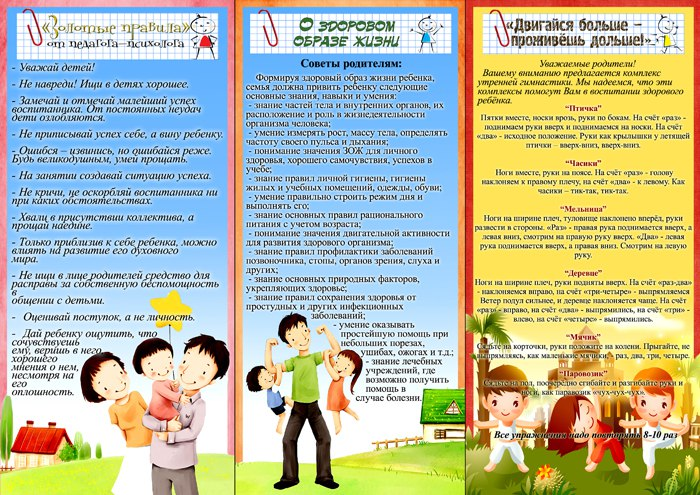 «Золотые правила»
от педагога-психолога
- Уважай детей!
- Не навреди! Ищи в детях хорошее.
- Замечай и отмечай малейший успех
воспитанника. От постоянных неудач
дети озлобляются.
- Не приписывай успех себе, а вину ребенку.
- Ошибся – извинись, но ошибайся реже.
Будь великодушным, умей прощать.
- На занятии создавай ситуацию успеха.
- Не кричи, не оскорбляй воспитанника ни
при каких обстоятельствах.
- Хвали в присутствии коллектива, а
прощай наедине.
- Только приблизив к себе ребенка, можно
влиять на развитие его духовного
мира.
- Не ищи в лице родителей средство для
расправы за собственную беспомощность
в
общении с детьми.
- Оценивай поступок, а не личность.
- Дай ребенку ощутить, что
сочувствуешь
ему, веришь в него,
хорошего
мнения о нем,
несмотря на
его
оплошность.
О ЗДОРОВОМ
ОБРАЗЕ ЖИЗНИ
Советы родителям:
Формируя здоровый образ жизни ребенка,
семья должна привить ребенку следующие
основные знания, навыки и умения:
- знание частей тела и внутренних органов, их
расположение и роль в жизнедеятельности
организма человека;
- умение измерять рост, массу тела, определять
частоту своего пульса и дыхания;
- понимание значения ЗОЖ для личного
здоровья, хорошего самочувствия, успехов в
учебе;
- знание правил личной гигиены, гигиены
жилых и учебных помещений, одежды, обуви;
- умение правильно строить режим дня и
выполнять его;
- знание основных правил рационального
питания с учетом возраста;
- понимание значения двигательной активности
для развития здорового организма;
- знание правил профилактики заболеваний
позвоночника, стопы, органов зрения, слуха и
других;
- знание основных природных факторов,
укрепляющих здоровье;
- знание правил сохранения здоровья от
простудных и других инфекционных
заболеваний;
- умение оказывать
простейшую помощь при
небольших порезах,
ушибах, ожогах и т.д.;
- знание лечебных
учреждений, где
возможно получить
помощь в
случае болезни.
«Двигайся больше –
проживёшь дольше!»
Уважаемые родители!
Вашему вниманию предлагается комплекс
утренней гимнастики. Мы надеемся, что эти
комплексы помогут Вам в воспитании здорового
ребёнка.
“Птичка”
Пятки вместе, носки врозь, руки по бокам. На счёт «раз» -
поднимаем руки вверх и поднимаемся на носки. На счёт
«два» - исходное положение. Руки как крылышки у летящей
птички – вверх-вниз, вверх-вниз.
“Часики”
Ноги вместе, руки на поясе. На счёт «раз» - голову
наклоняем к правому плечу, на счёт «два» - к левому. Как
часики – тик-так, тик-так.
“Мельница”
Ноги на ширине плеч, туловище наклонено вперёд, руки
развести в стороны. «Раз» - правая рука поднимается вверх, а
левая вниз, смотрим на правую руку вверх. «Два» - левая
рука поднимается вверх, а правая вниз. Смотрим на левую
руку.
“Деревце”
Ноги на ширине плеч, руки подняты вверх. На счёт «раз-два»
- наклоняемся вправо, на счёт «три-четыре» - выпрямляемся
Ветер подул сильнее, и деревце наклоняется чаще. На счёт
«раз» - вправо, на счёт «два» - выпрямились, на счёт «три» -
влево, на счёт «четыре» - выпрямились.
“Мячик”
Сядьте на корточки, руки положите на колени. Прыгайте, не
выпрямляясь, как маленькие мячики, - раз, два, три, четыре.
“Паровозик”
Сядьте на пол, поочерёдно сгибайте и разгибайте руки и
ноги, как паровозик «чух-чух-чух».
Все упражнения надо повторять 8-10 раз